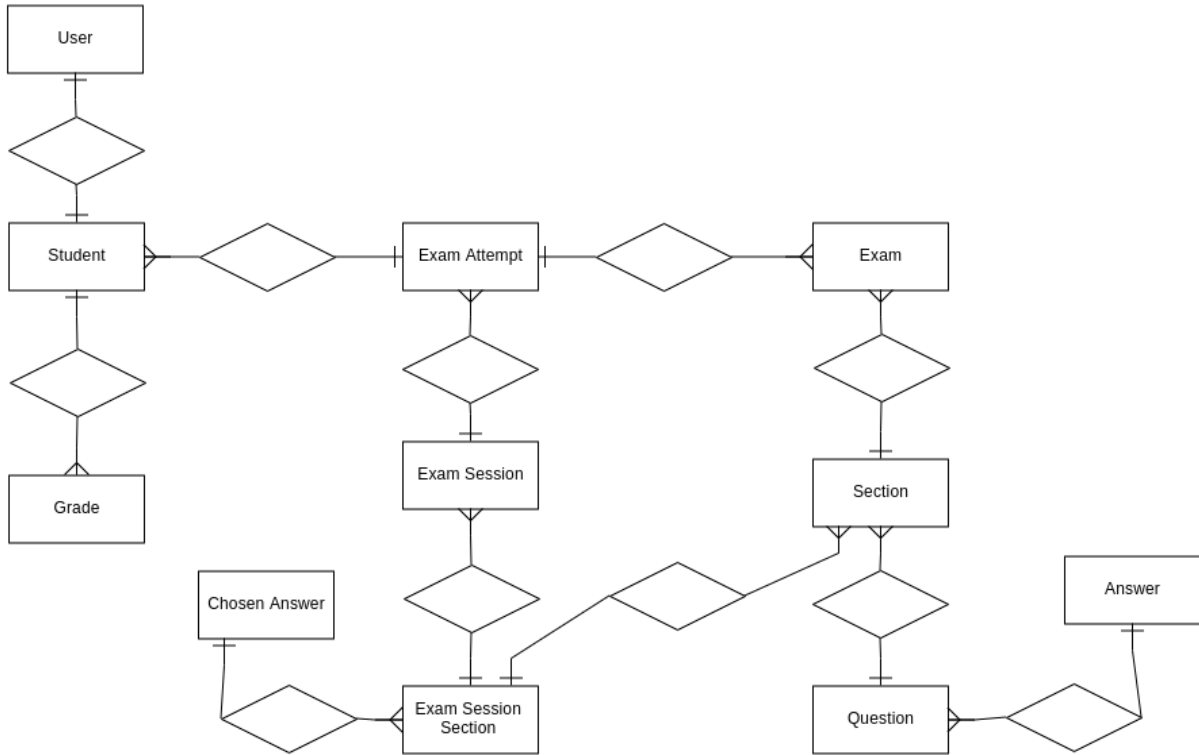 User
Student
Exam Attempt
Exam
Grade
Exam Session
Section
Chosen Answer
Answer
Exam Session
Section
Question